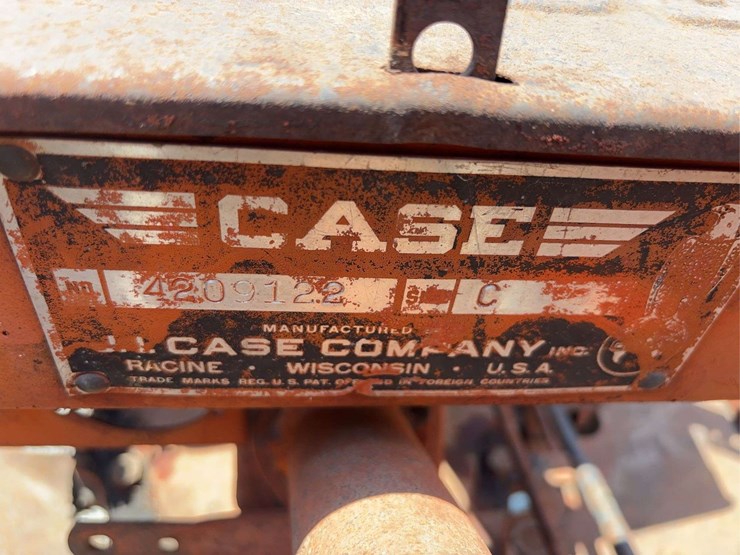 CASE
NO. 4209122 S C
MANUFACTURED
J.I. CASE COMPANY INC.
RACINE • WISCONSIN • U.S.A.
TRADE MARKS REG. U.S. PAT. OFF. AND IN FOREIGN COUNTRIES